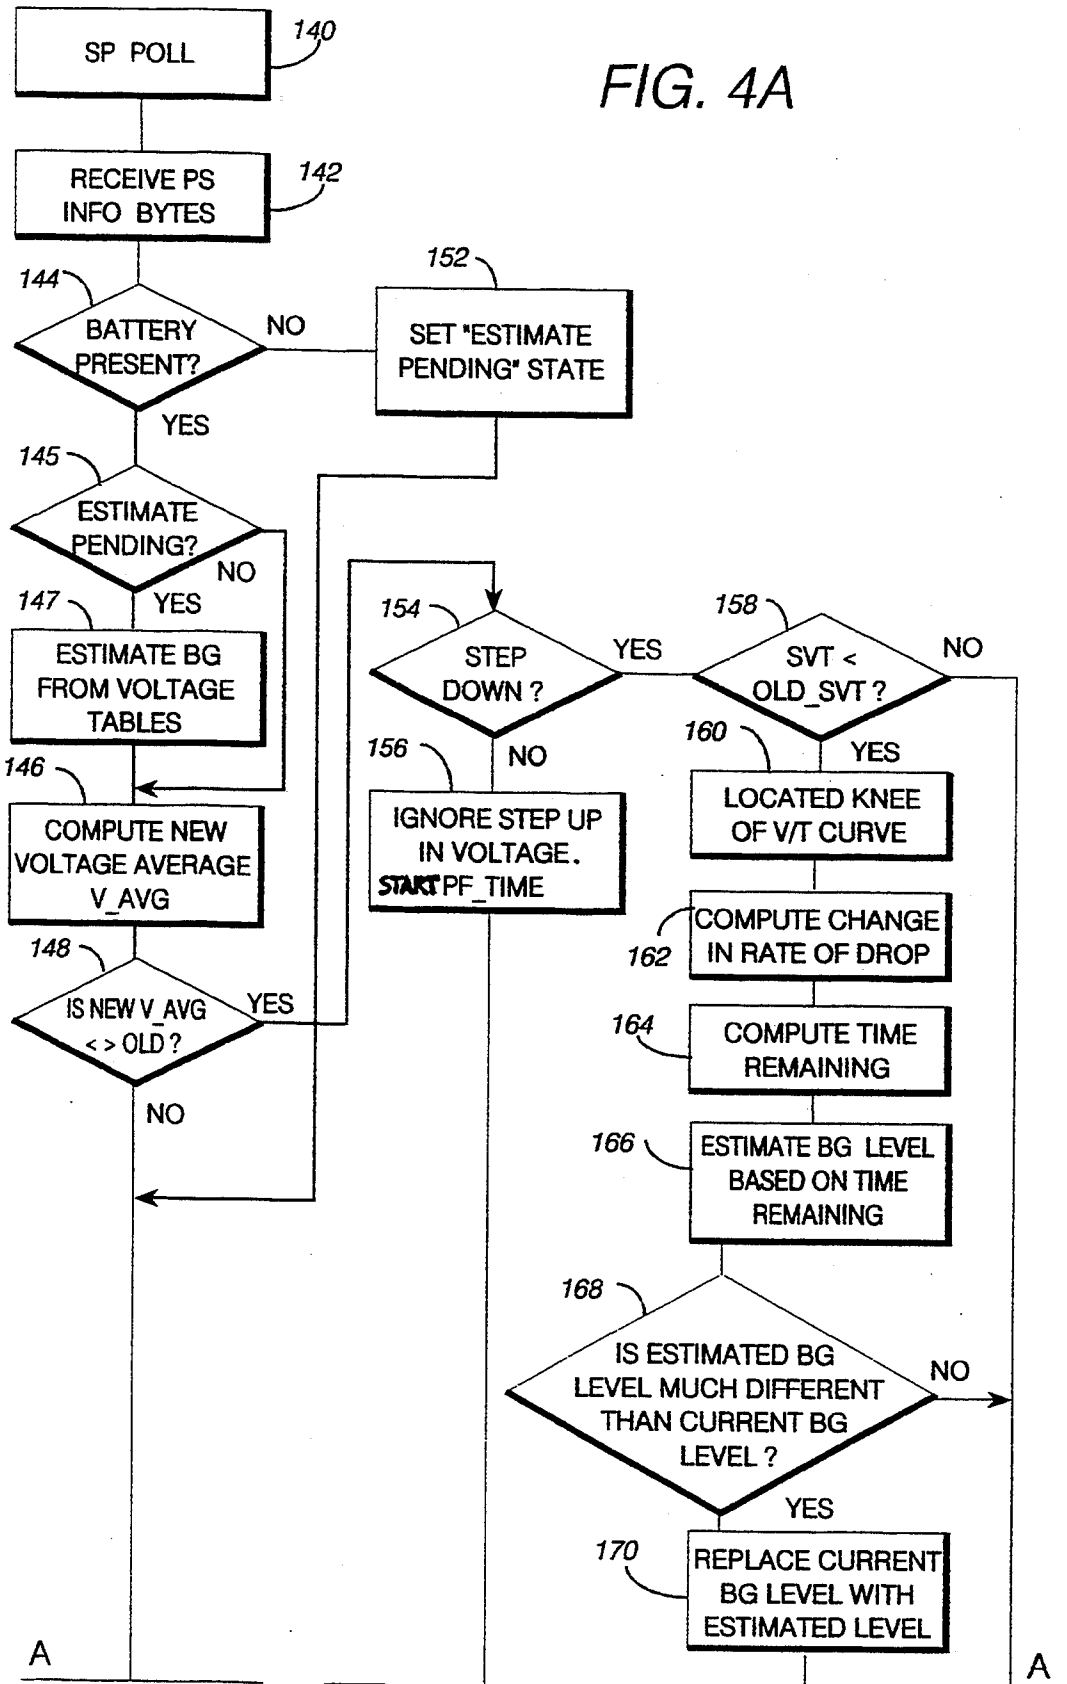 SP POLL
140
FIG. 4A
RECEIVE PS
INFO BYTES
142
144
BATTERY
PRESENT?
NO
YES
152
SET "ESTIMATE
PENDING" STATE
145
ESTIMATE
PENDING?
NO
YES
147
ESTIMATE BG
FROM VOLTAGE
TABLES
146
COMPUTE NEW
VOLTAGE AVERAGE
V_AVG
148
IS NEW V_AVG
< > OLD ?
YES
NO
154
STEP
DOWN ?
YES
NO
156
IGNORE STEP UP
IN VOLTAGE.
START PF_TIME
158
SVT <
OLD_SVT ?
NO
YES
160
LOCATED KNEE
OF V/T CURVE
162
COMPUTE CHANGE
IN RATE OF DROP
164
COMPUTE TIME
REMAINING
166
ESTIMATE BG LEVEL
BASED ON TIME
REMAINING
168
IS ESTIMATED BG
LEVEL MUCH DIFFERENT
THAN CURRENT BG
LEVEL ?
NO
YES
170
REPLACE CURRENT
BG LEVEL WITH
ESTIMATED LEVEL
A
A